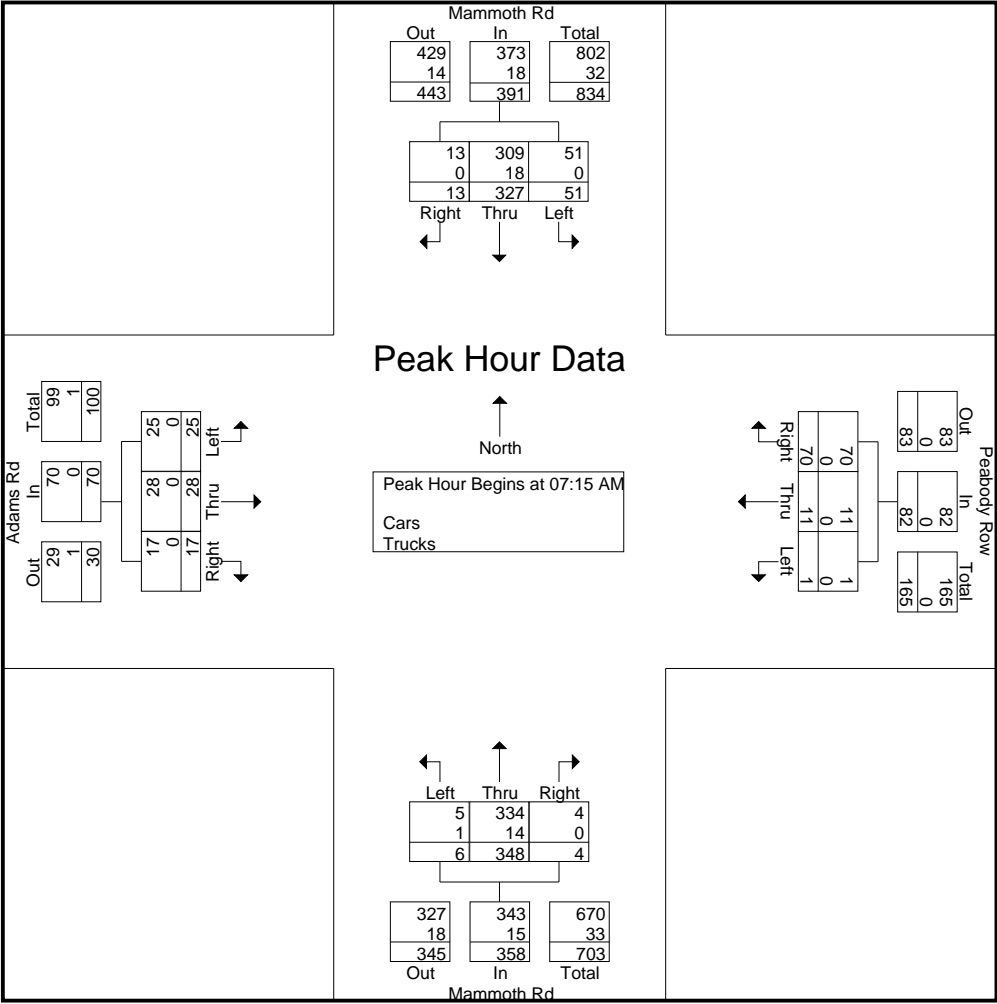 Mammoth Rd
Out In Total
429 373 802
14 18 32
443 391 834
13 309 51
0 18 0
13 327 51
Right Thru Left
Peak Hour Data
North
Peak Hour Begins at 07:15 AM
Cars
Trucks
Adams Rd
Out In Total
29 70 99
1 0 1
30 70 100
17 28 25
0 0 0
17 28 25
Right Thru Left
Peabody Row
Out In Total
83 82 165
0 0 0
83 82 165
70 11 1
0 0 0
70 11 1
Right Thru Left
Left Thru Right
5 334 4
1 14 0
6 348 4
327 343 670
18 15 33
345 358 703
Out In Total
Mammoth Rd